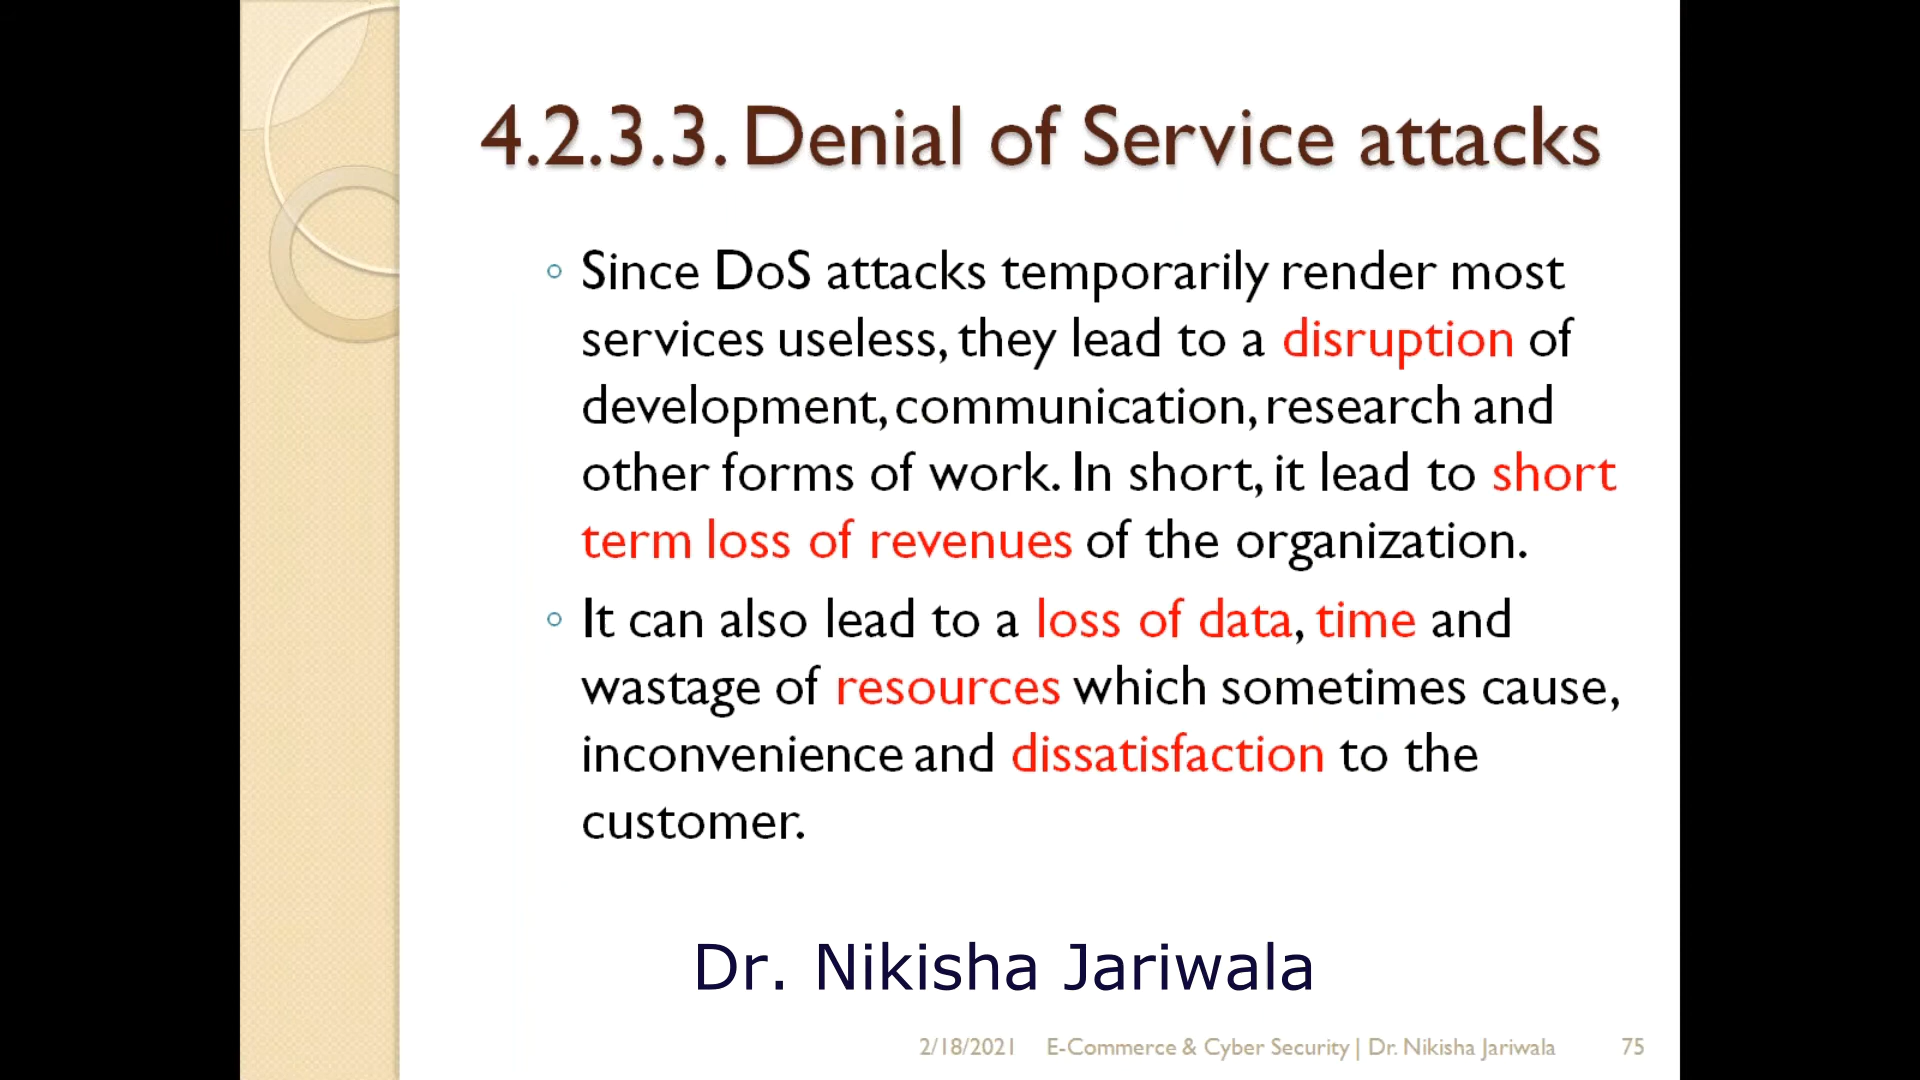 4.2.3.3. Denial of Service attacks
◦ Since DoS attacks temporarily render most
services useless, they lead to a disruption of
development, communication, research and
other forms of work. In short, it lead to short
term loss of revenues of the organization.
◦ It can also lead to a loss of data, time and
wastage of resources which sometimes cause,
inconvenience and dissatisfaction to the
customer.
Dr. Nikisha Jariwala
2/18/2021 E-Commerce & Cyber Security | Dr. Nikisha Jariwala 75